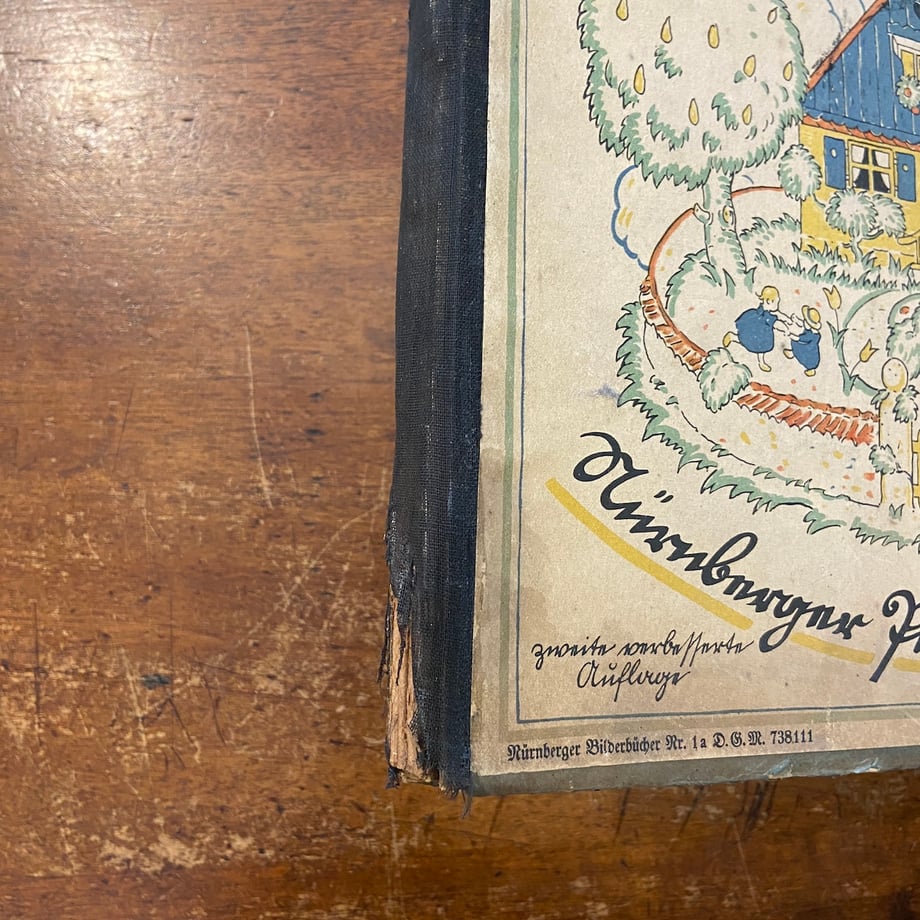 Nürnberger
zweite verbesserte
Auflage
Nürnberger Bilderbücher Nr. 1a D.G.M. 738111